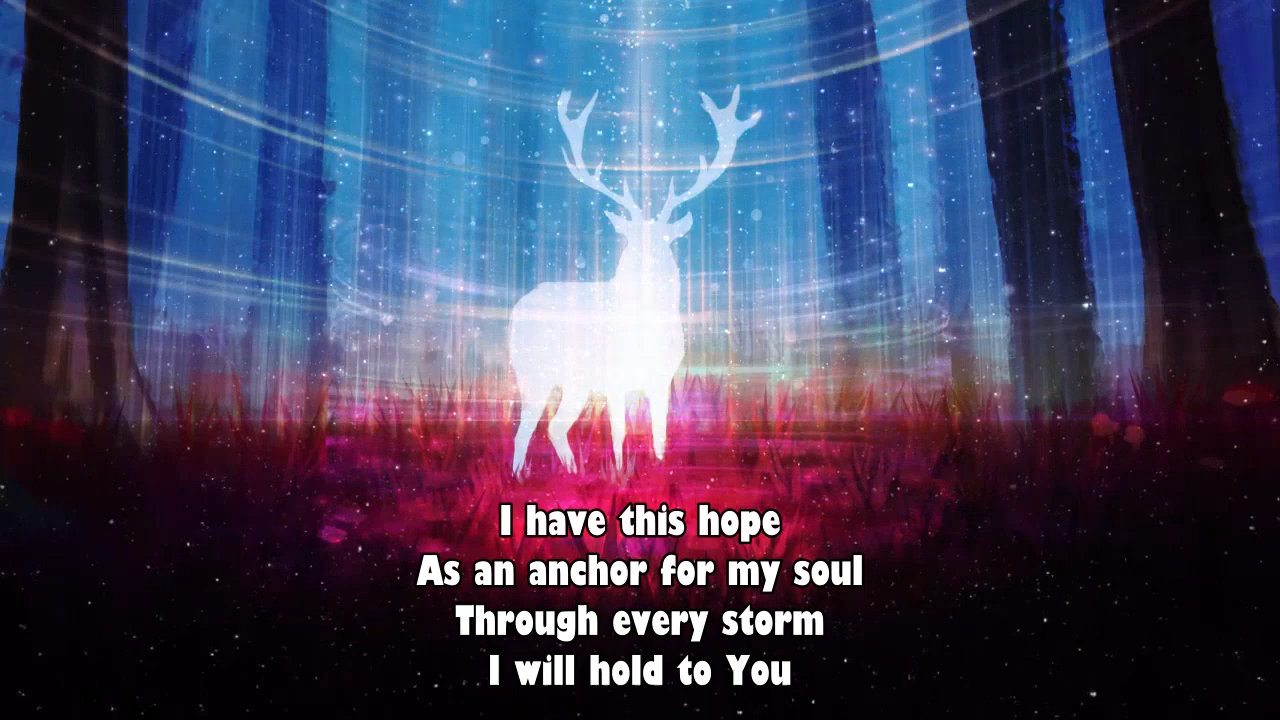 I have this hope
As an anchor for my soul
Through every storm
I will hold to You